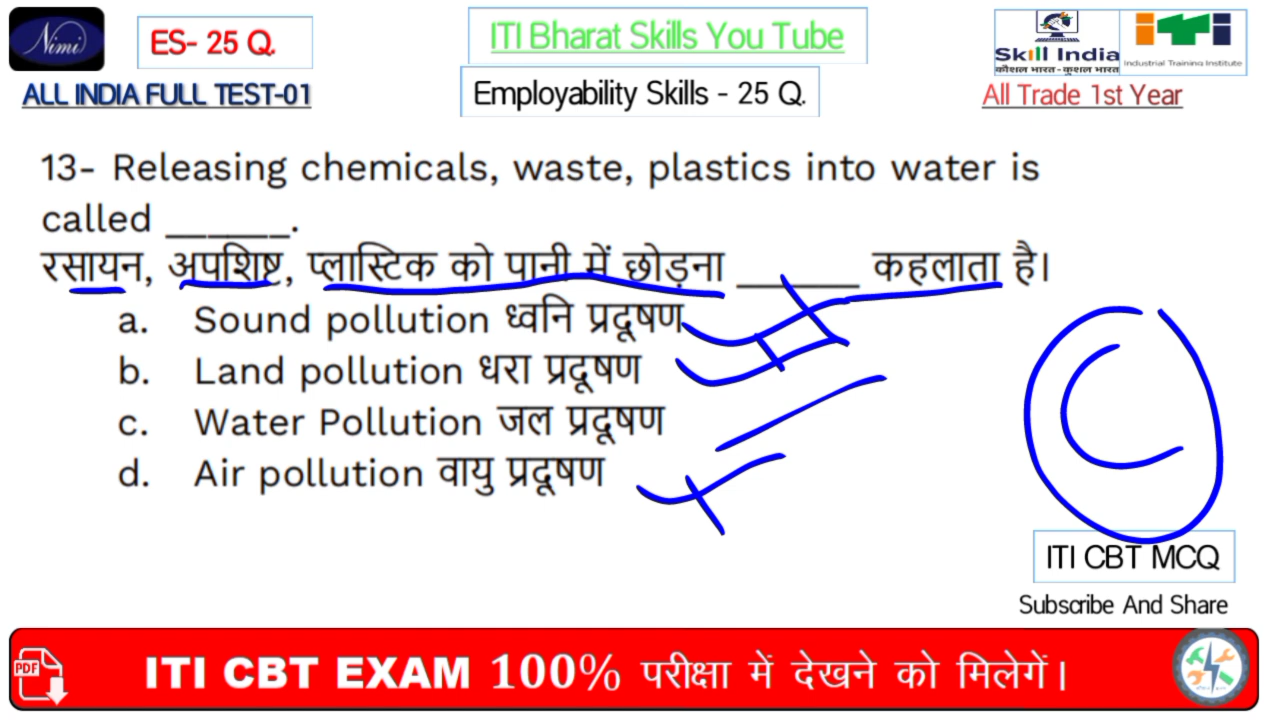 Nimi
ES- 25 Q.
ITI Bharat Skills You Tube
Skill India
कौशल भारत - कुशल भारत
iTi
Industrial Training Institute
ALL INDIA FULL TEST-01
Employability Skills - 25 Q.
All Trade 1st Year
13- Releasing chemicals, waste, plastics into water is
called ______.
रसायन, अपशिष्ट, प्लास्टिक को पानी में छोड़ना ______ कहलाता है।
a. Sound pollution ध्वनि प्रदूषण
b. Land pollution धरा प्रदूषण
c. Water Pollution जल प्रदूषण
d. Air pollution वायु प्रदूषण
C
ITI CBT MCQ
Subscribe And Share
PDF
ITI CBT EXAM 100% परीक्षा में देखने को मिलेगें।